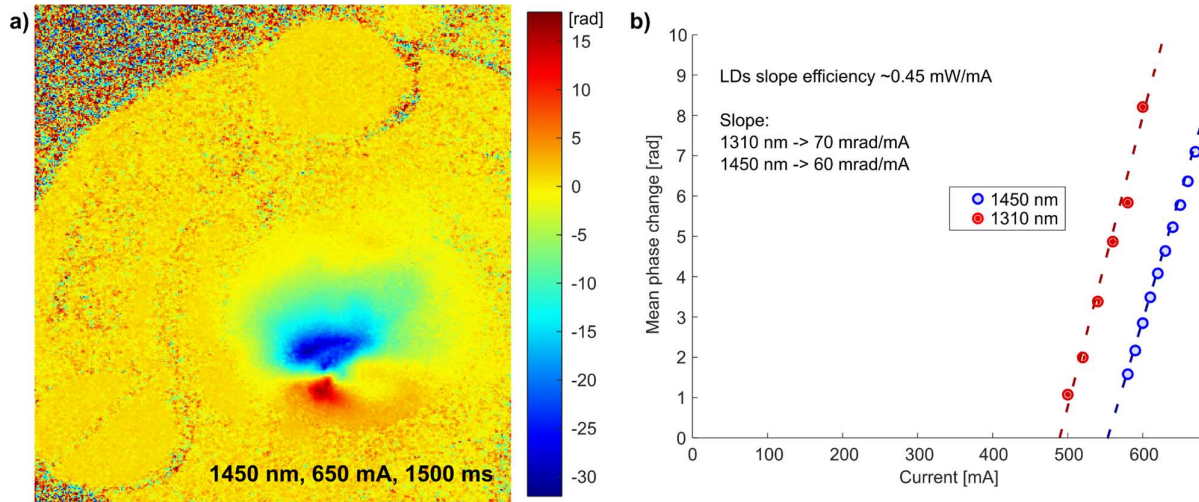 a)
[rad]
15
10
5
0
-5
-10
-15
-20
-25
-30
1450 nm, 650 mA, 1500 ms
b)
10
9
8
7
6
5
4
3
2
1
0
Mean phase change [rad]
LDs slope efficiency ~0.45 mW/mA
Slope:
1310 nm -> 70 mrad/mA
1450 nm -> 60 mrad/mA
1450 nm
1310 nm
0 100 200 300 400 500 600
Current [mA]